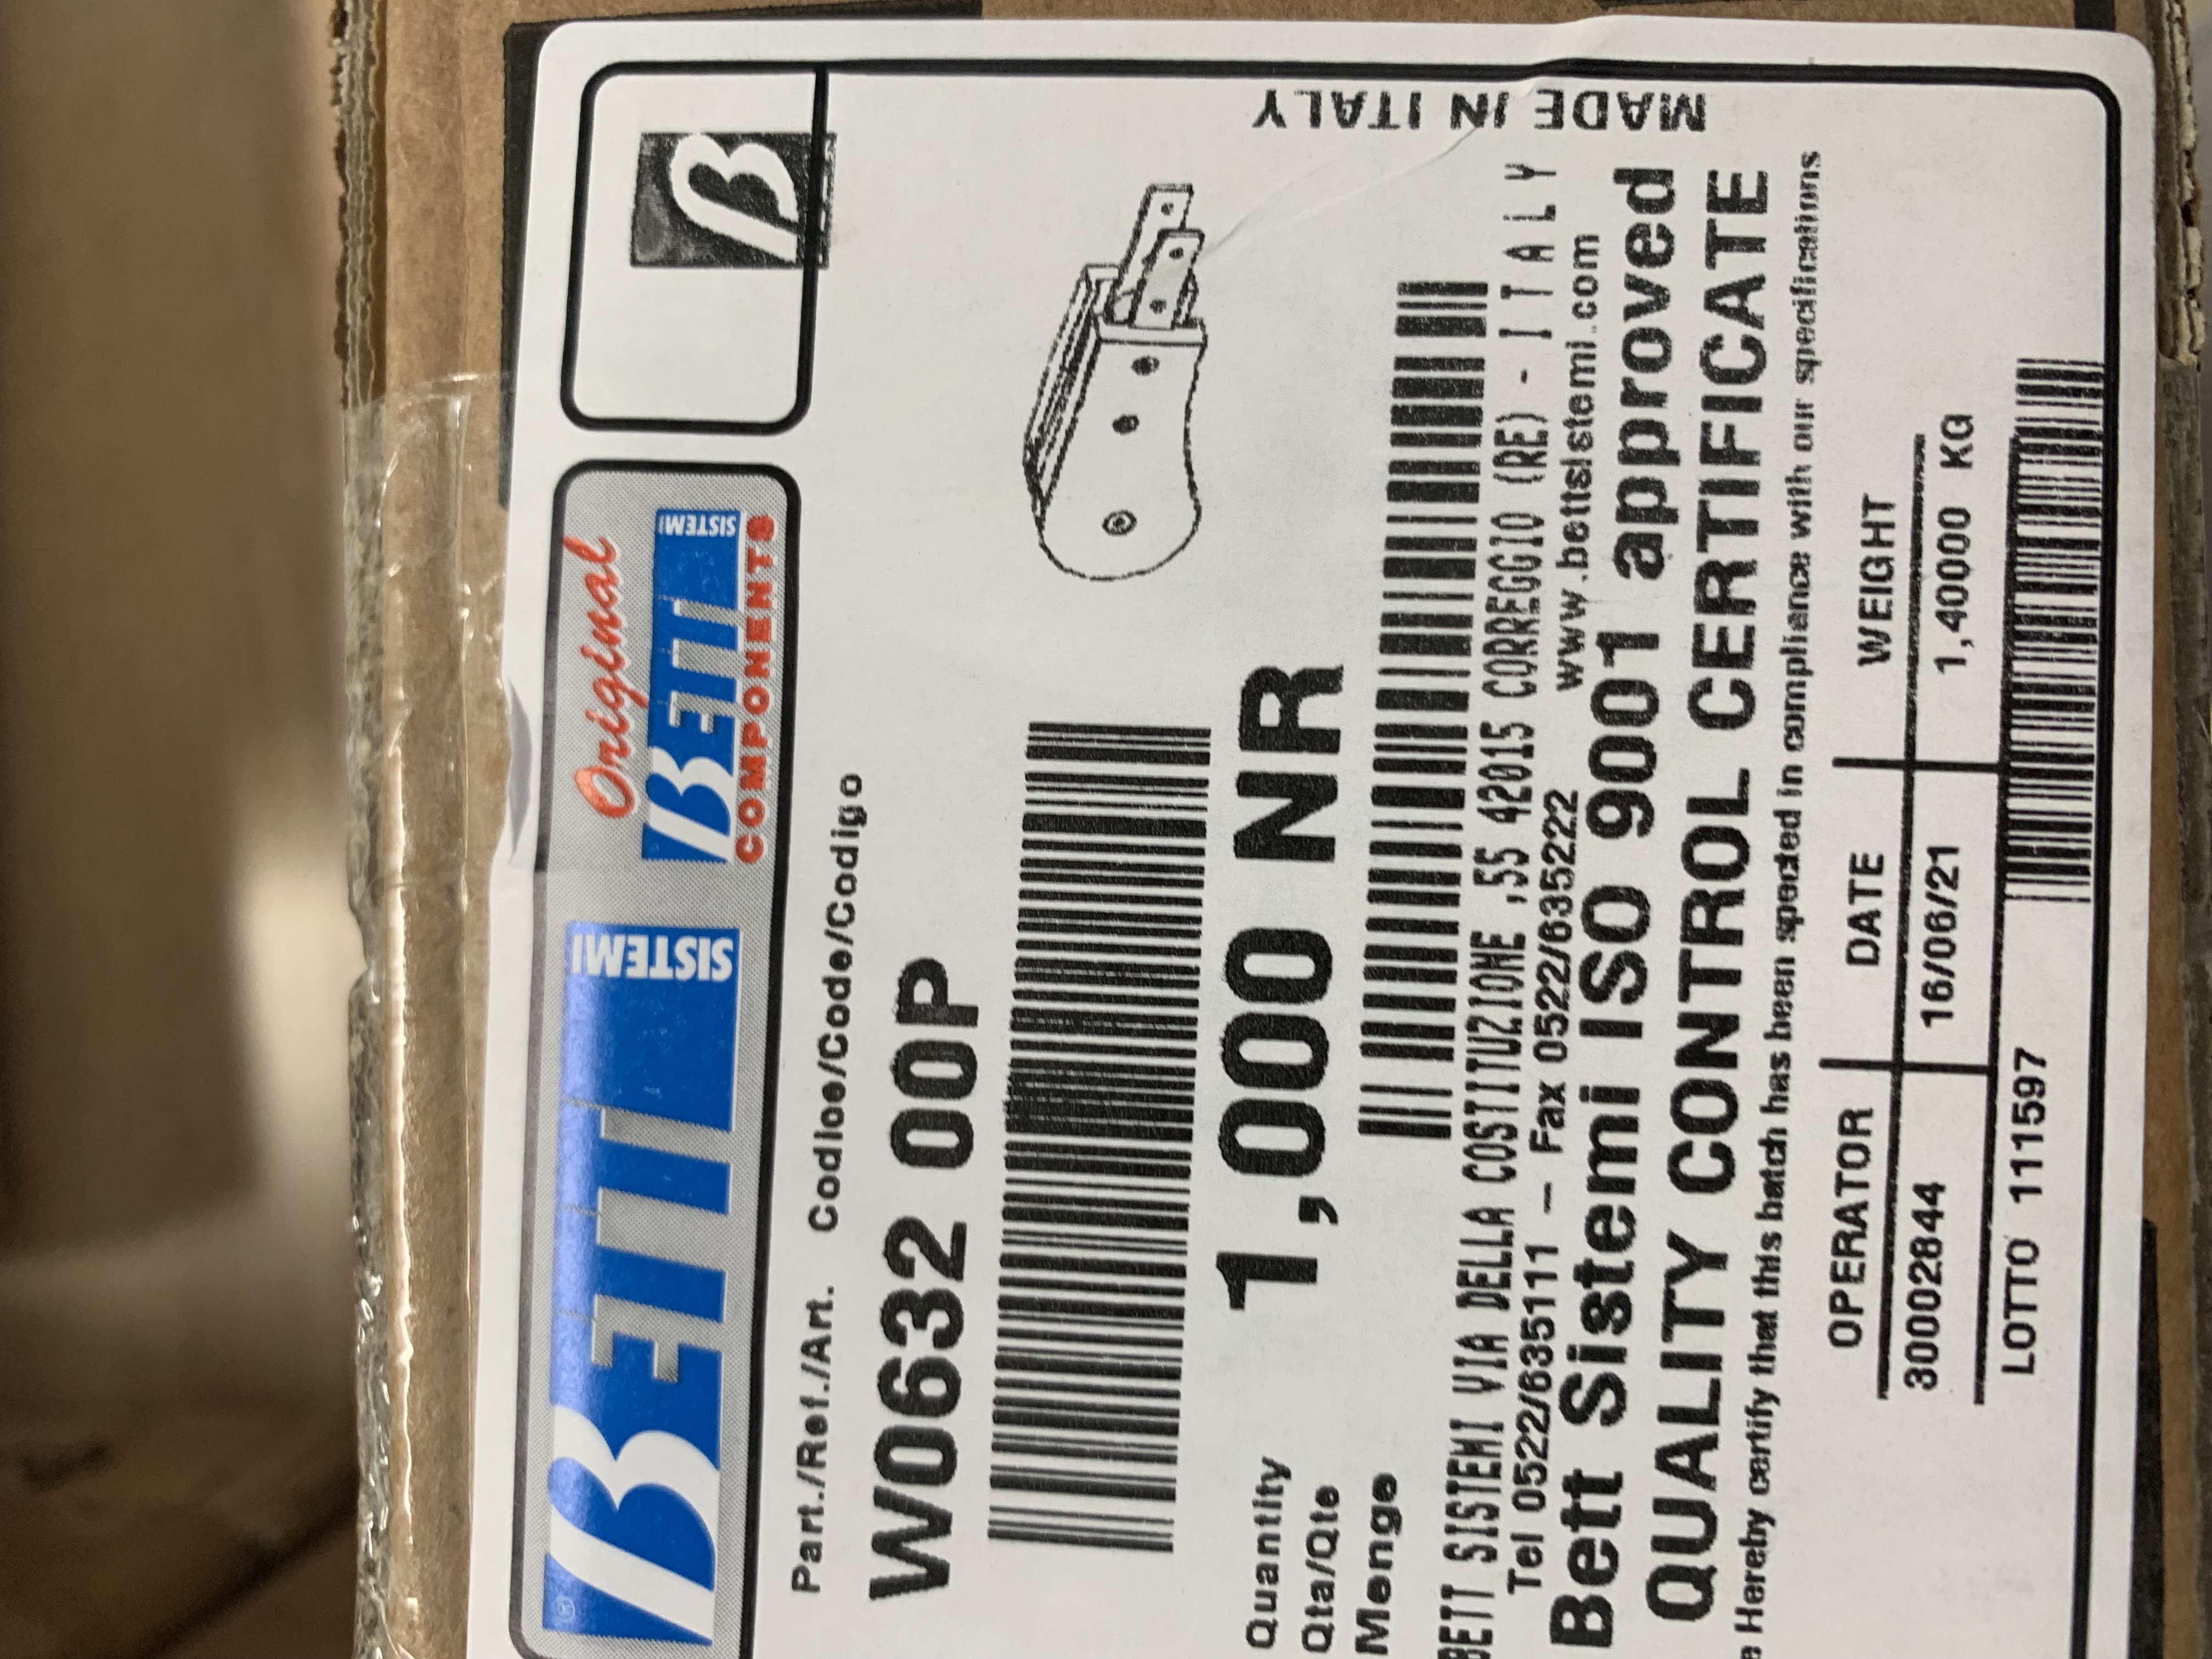 BETT SISTEMI ®
Original
BETT SISTEMI
COMPONENTS
β
Part./Ref./Art. Codice/Code/Codigo
W0632 00P
Quantity
Qta/Qte
Menge
1,000 NR
MADE IN ITALY
BETT SISTEMI VIA DELLA COSTITUZIONE ,55 42015 CORREGGIO (RE) - ITALY
Tel 0522/635111 – Fax 0522/635222 www.bettsistemi.com
Bett Sistemi ISO 9001 approved
QUALITY CONTROL CERTIFICATE
e Hereby certify that this batch has been speded in compliance with our specifications
OPERATOR DATE WEIGHT
30002844 16/06/21 1,40000 KG
LOTTO 111597